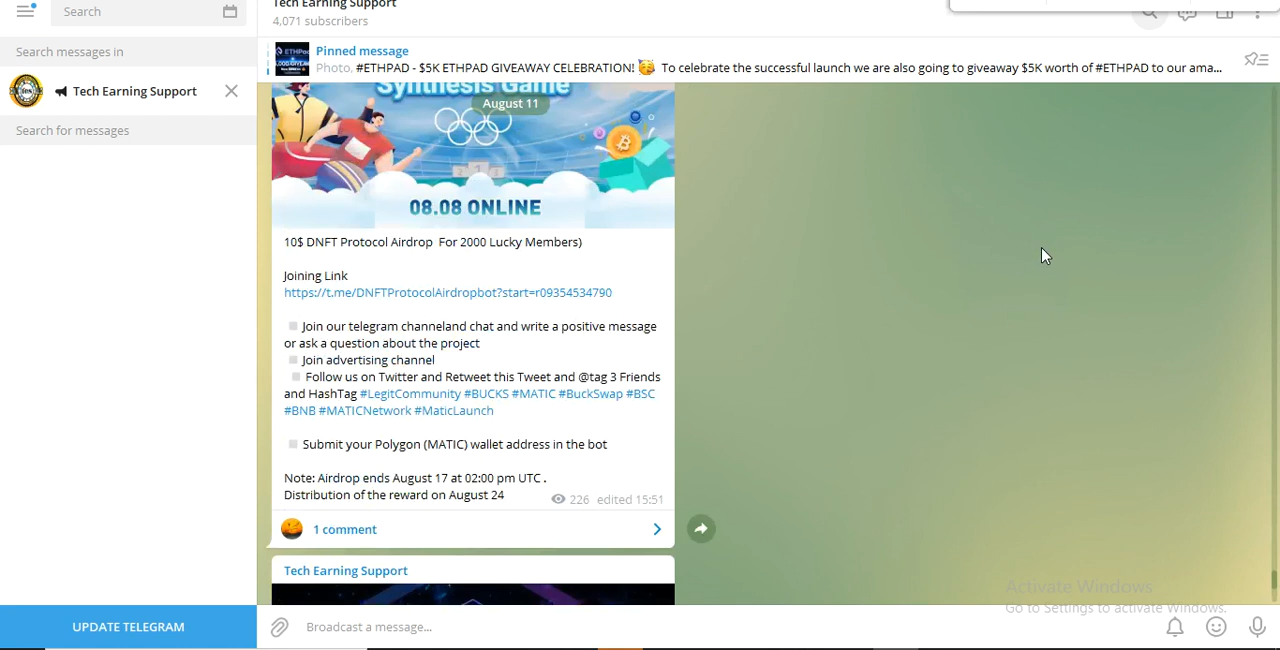 Tech Earning Support
Search
4,071 subscribers
Search messages in
Pinned message
Photo, #ETHPAD - $5K ETHPAD GIVEAWAY CELEBRATION! 🥳 To celebrate the successful launch we are also going to giveaway $5K worth of #ETHPAD to our ama...
Tech Earning Support
Search for messages
Synthesis Game
August 11
08.08 ONLINE
10$ DNFT Protocol Airdrop For 2000 Lucky Members)
Joining Link
https://t.me/DNFTProtocolAirdropbot?start=r09354534790
Join our telegram channeland chat and write a positive message
or ask a question about the project
Join advertising channel
Follow us on Twitter and Retweet this Tweet and @tag 3 Friends
and HashTag #LegitCommunity #BUCKS #MATIC #BuckSwap #BSC
#BNB #MATICNetwork #MaticLaunch
Submit your Polygon (MATIC) wallet address in the bot
Note: Airdrop ends August 17 at 02:00 pm UTC .
Distribution of the reward on August 24
226 edited 15:51
1 comment
Tech Earning Support
Activate Windows
Go to Settings to activate Windows.
UPDATE TELEGRAM
Broadcast a message...